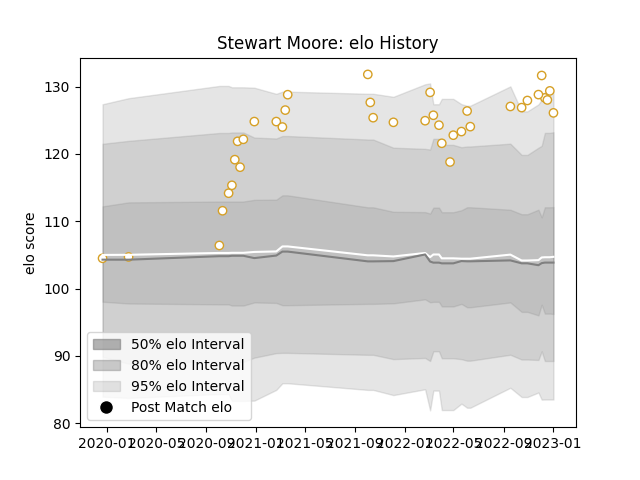 Stewart Moore: elo History
elo score
130
120
110
100
90
80
50% elo Interval
80% elo Interval
95% elo Interval
Post Match elo
2020-01 2020-05 2020-09 2021-01 2021-05 2021-09 2022-01 2022-05 2022-09 2023-01